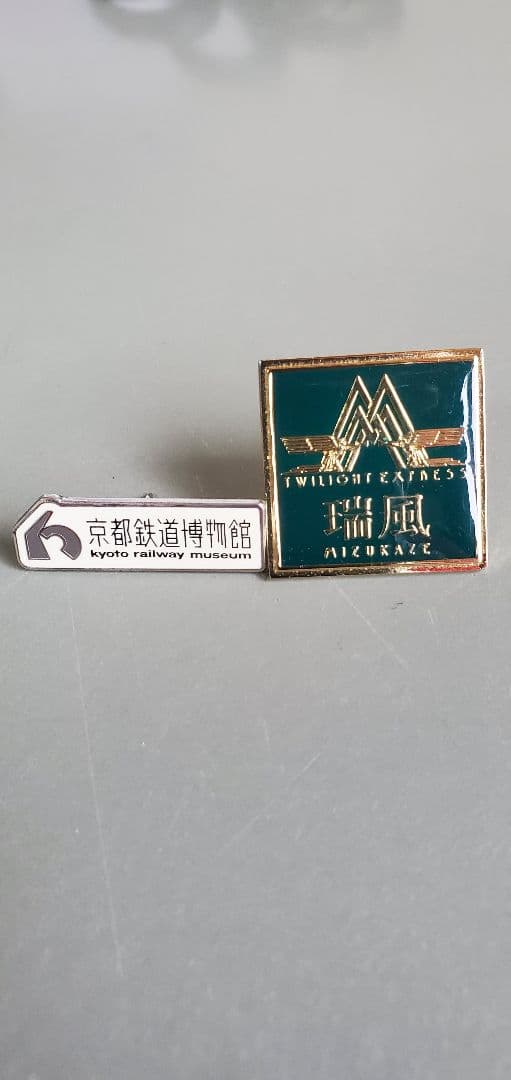 京都鉄道博物館
kyoto railway museum
TWILIGHT EXPRESS
瑞風
MIZUKAZE